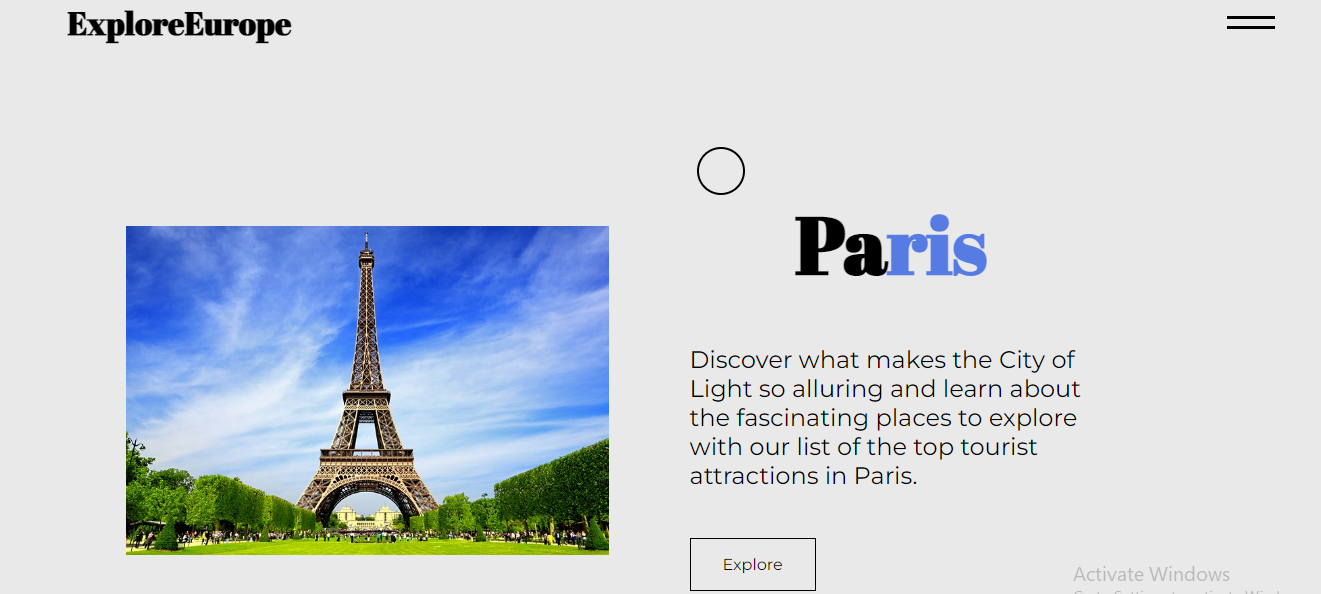 ExploreEurope
Paris
Discover what makes the City of
Light so alluring and learn about
the fascinating places to explore
with our list of the top tourist
attractions in Paris.
Explore
Activate Windows